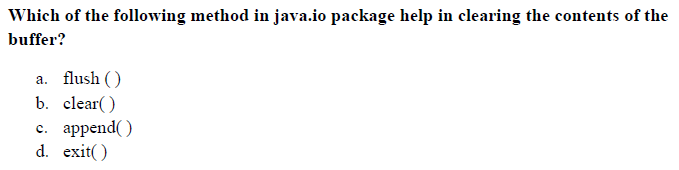 Which of the following method in java.io package help in clearing the contents of the
buffer?
a. flush ( )
b. clear( )
c. append( )
d. exit( )